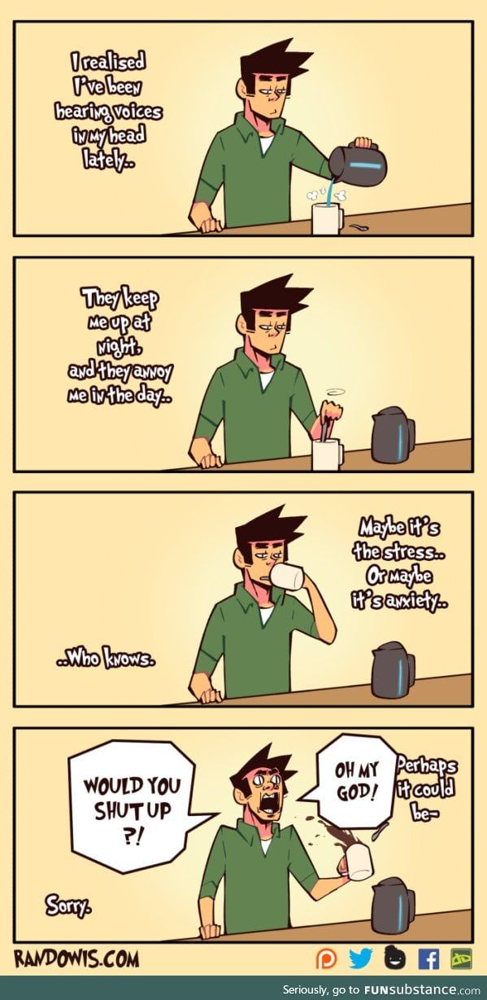 I realised
I've been
hearing voices
in my head
lately..
They keep
me up at
night,
and they annoy
me in the day..
Maybe it's
the stress..
Or maybe
it's anxiety..
..Who knows.
OH MY
GOD!
Perhaps
it could
be-
WOULD YOU
SHUT UP
?!
Sorry.
RANDOWIS.COM
Seriously, go to FUNsubstance.com